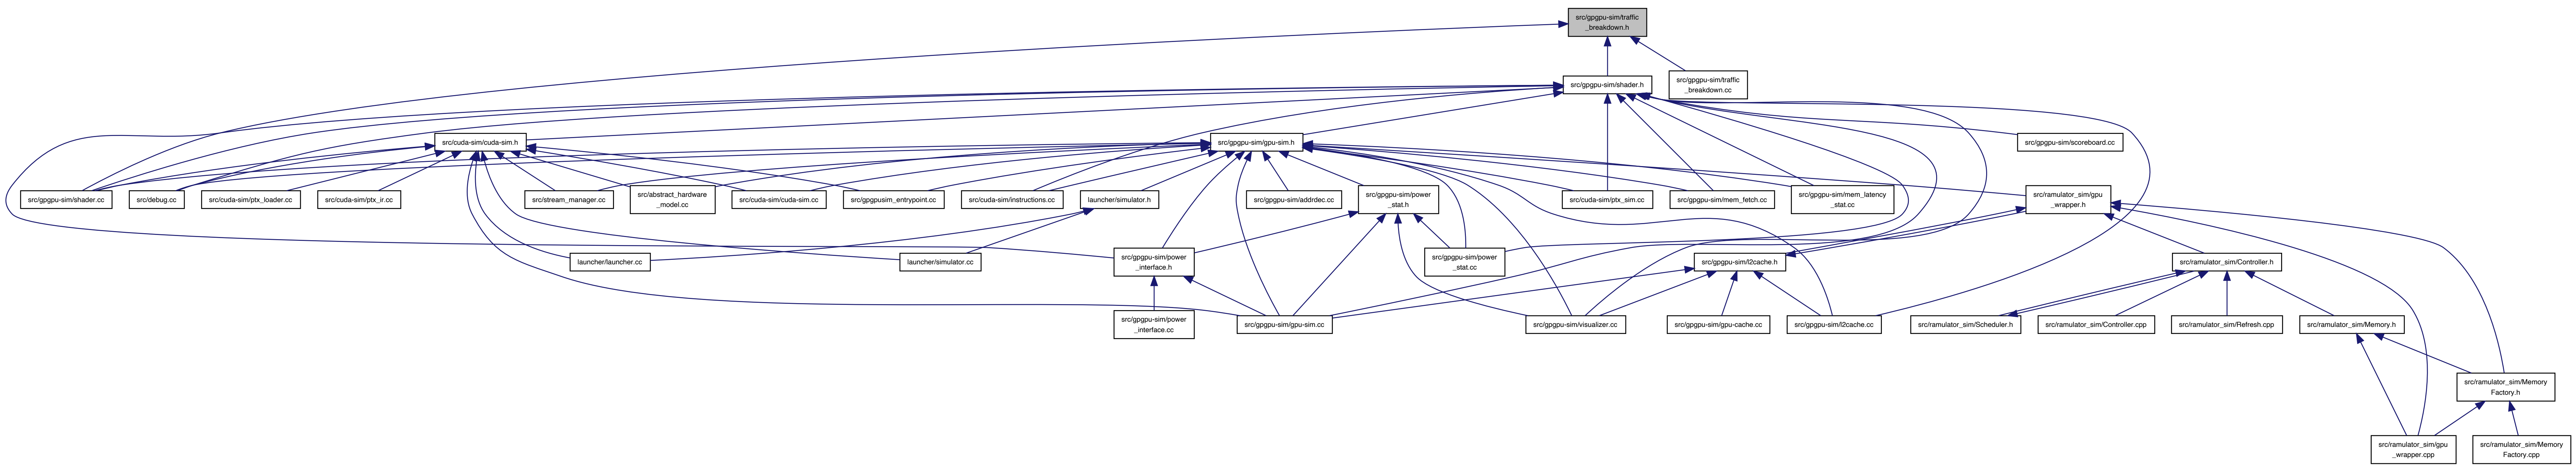 src/gpgpu-sim/traffic
_breakdown.h
src/gpgpu-sim/shader.h
src/gpgpu-sim/traffic
_breakdown.cc
src/cuda-sim/cuda-sim.h
src/gpgpu-sim/gpu-sim.h
src/gpgpu-sim/scoreboard.cc
src/gpgpu-sim/shader.cc
src/debug.cc
src/cuda-sim/ptx_loader.cc
src/cuda-sim/ptx_ir.cc
src/stream_manager.cc
src/abstract_hardware
_model.cc
src/cuda-sim/cuda-sim.cc
src/gpgpusim_entrypoint.cc
src/cuda-sim/instructions.cc
launcher/simulator.h
src/gpgpu-sim/addrdec.cc
src/gpgpu-sim/power
_stat.h
src/cuda-sim/ptx_sim.cc
src/gpgpu-sim/mem_fetch.cc
src/gpgpu-sim/mem_latency
_stat.cc
src/ramulator_sim/gpu
_wrapper.h
launcher/launcher.cc
launcher/simulator.cc
src/gpgpu-sim/power
_interface.h
src/gpgpu-sim/power
_stat.cc
src/gpgpu-sim/l2cache.h
src/ramulator_sim/Controller.h
src/gpgpu-sim/power
_interface.cc
src/gpgpu-sim/gpu-sim.cc
src/gpgpu-sim/visualizer.cc
src/gpgpu-sim/gpu-cache.cc
src/gpgpu-sim/l2cache.cc
src/ramulator_sim/Scheduler.h
src/ramulator_sim/Controller.cpp
src/ramulator_sim/Refresh.cpp
src/ramulator_sim/Memory.h
src/ramulator_sim/Memory
Factory.h
src/ramulator_sim/gpu
_wrapper.cpp
src/ramulator_sim/Memory
Factory.cpp